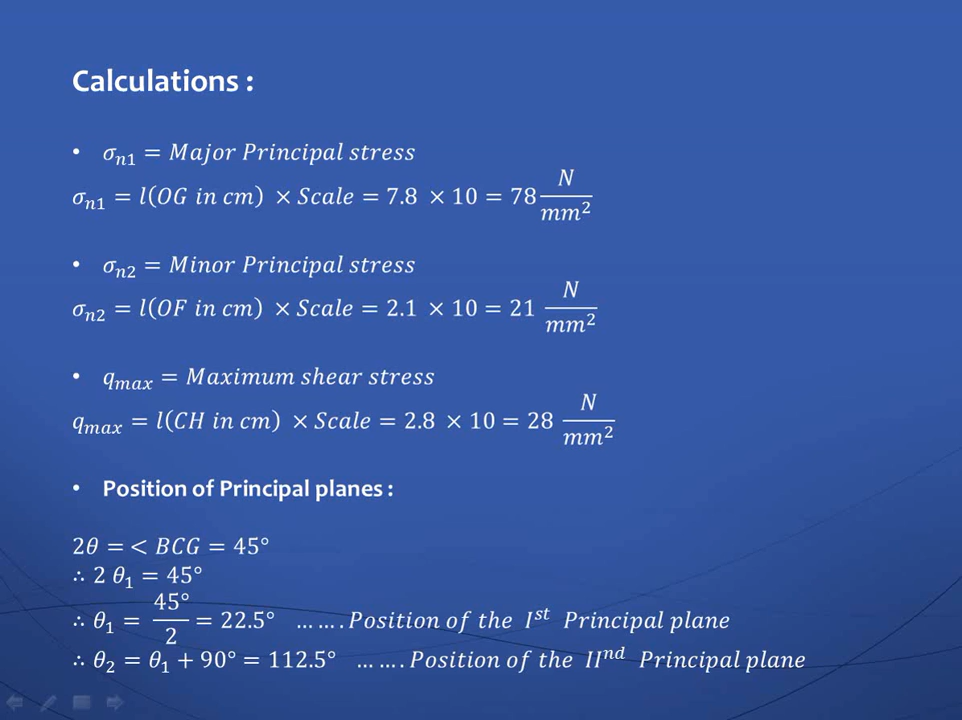 Calculations :
• σₙ₁ = Major Principal stress
σₙ₁ = l(OG in cm) × Scale = 7.8 × 10 = 78 N/mm²
• σₙ₂ = Minor Principal stress
σₙ₂ = l(OF in cm) × Scale = 2.1 × 10 = 21 N/mm²
• qₘₐₓ = Maximum shear stress
qₘₐₓ = l(CH in cm) × Scale = 2.8 × 10 = 28 N/mm²
• Position of Principal planes :
2θ = < BCG = 45°
∴ 2 θ₁ = 45°
∴ θ₁ = 45°/2 = 22.5° … … . Position of the Iˢᵗ Principal plane
∴ θ₂ = θ₁ + 90° = 112.5° … … . Position of the IIⁿᵈ Principal plane